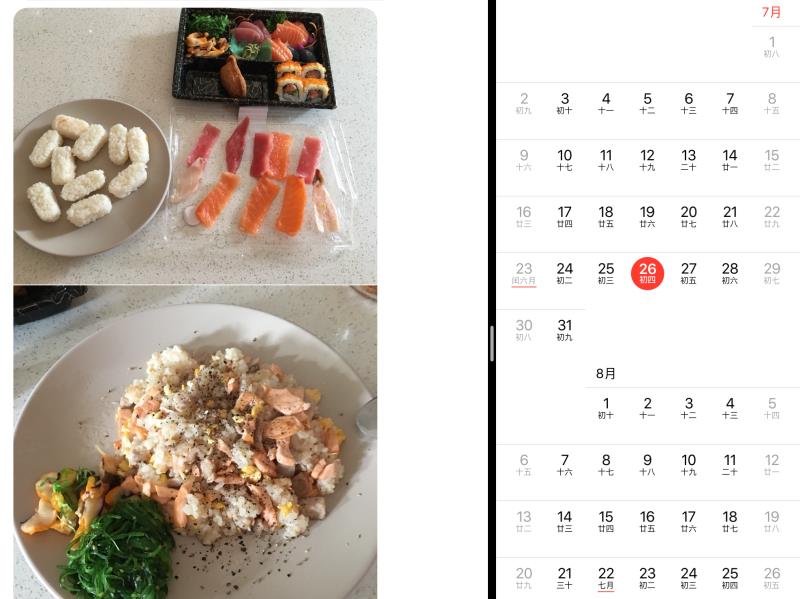 7月
1
初八
2 3 4 5 6 7 8
初九 初十 十一 十二 十三 十四 十五
9 10 11 12 13 14 15
十六 十七 十八 十九 二十 廿一 廿二
16 17 18 19 20 21 22
廿三 廿四 廿五 廿六 廿七 廿八 廿九
23 24 25 26 27 28 29
闰六月 初二 初三 初四 初五 初六 初七
30 31
初八 初九
8月
1 2 3 4 5
初十 十一 十二 十三 十四
6 7 8 9 10 11 12
十五 十六 十七 十八 十九 二十 廿一
13 14 15 16 17 18 19
廿二 廿三 廿四 廿五 廿六 廿七 廿八
20 21 22 23 24 25 26
廿九 三十 七月 初二 初三 初四 初五